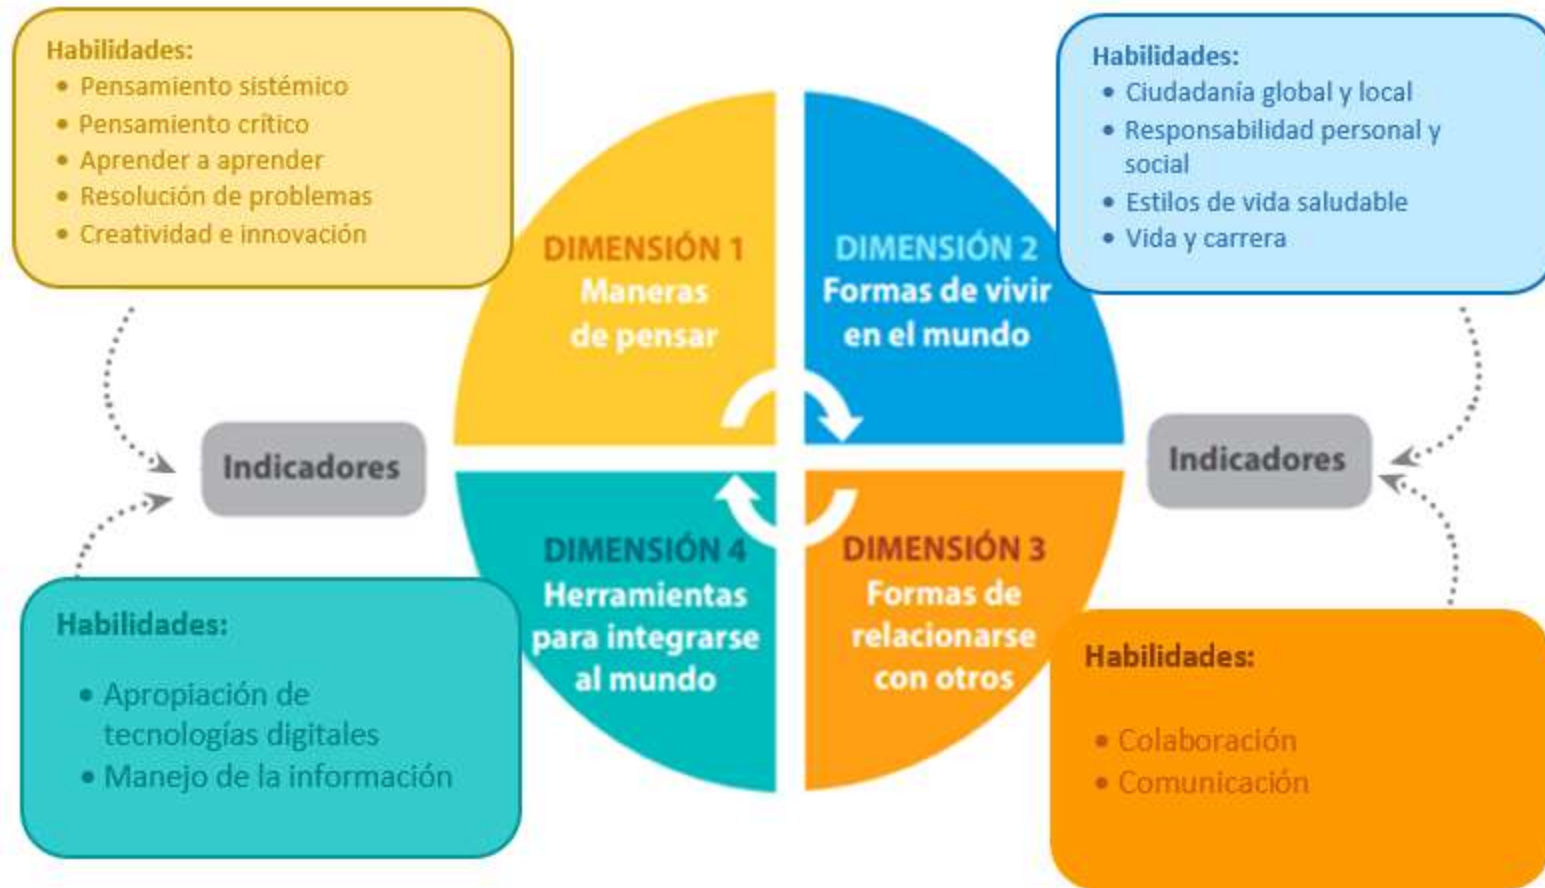 Habilidades:
• Pensamiento sistémico
• Pensamiento crítico
• Aprender a aprender
• Resolución de problemas
• Creatividad e innovación
Habilidades:
• Ciudadanía global y local
• Responsabilidad personal y
social
• Estilos de vida saludable
• Vida y carrera
DIMENSIÓN 1
Maneras
de pensar
DIMENSIÓN 2
Formas de vivir
en el mundo
Indicadores
Indicadores
DIMENSIÓN 4
Herramientas
para integrarse
al mundo
DIMENSIÓN 3
Formas de
relacionarse
con otros
Habilidades:
• Apropiación de
tecnologías digitales
• Manejo de la información
Habilidades:
• Colaboración
• Comunicación